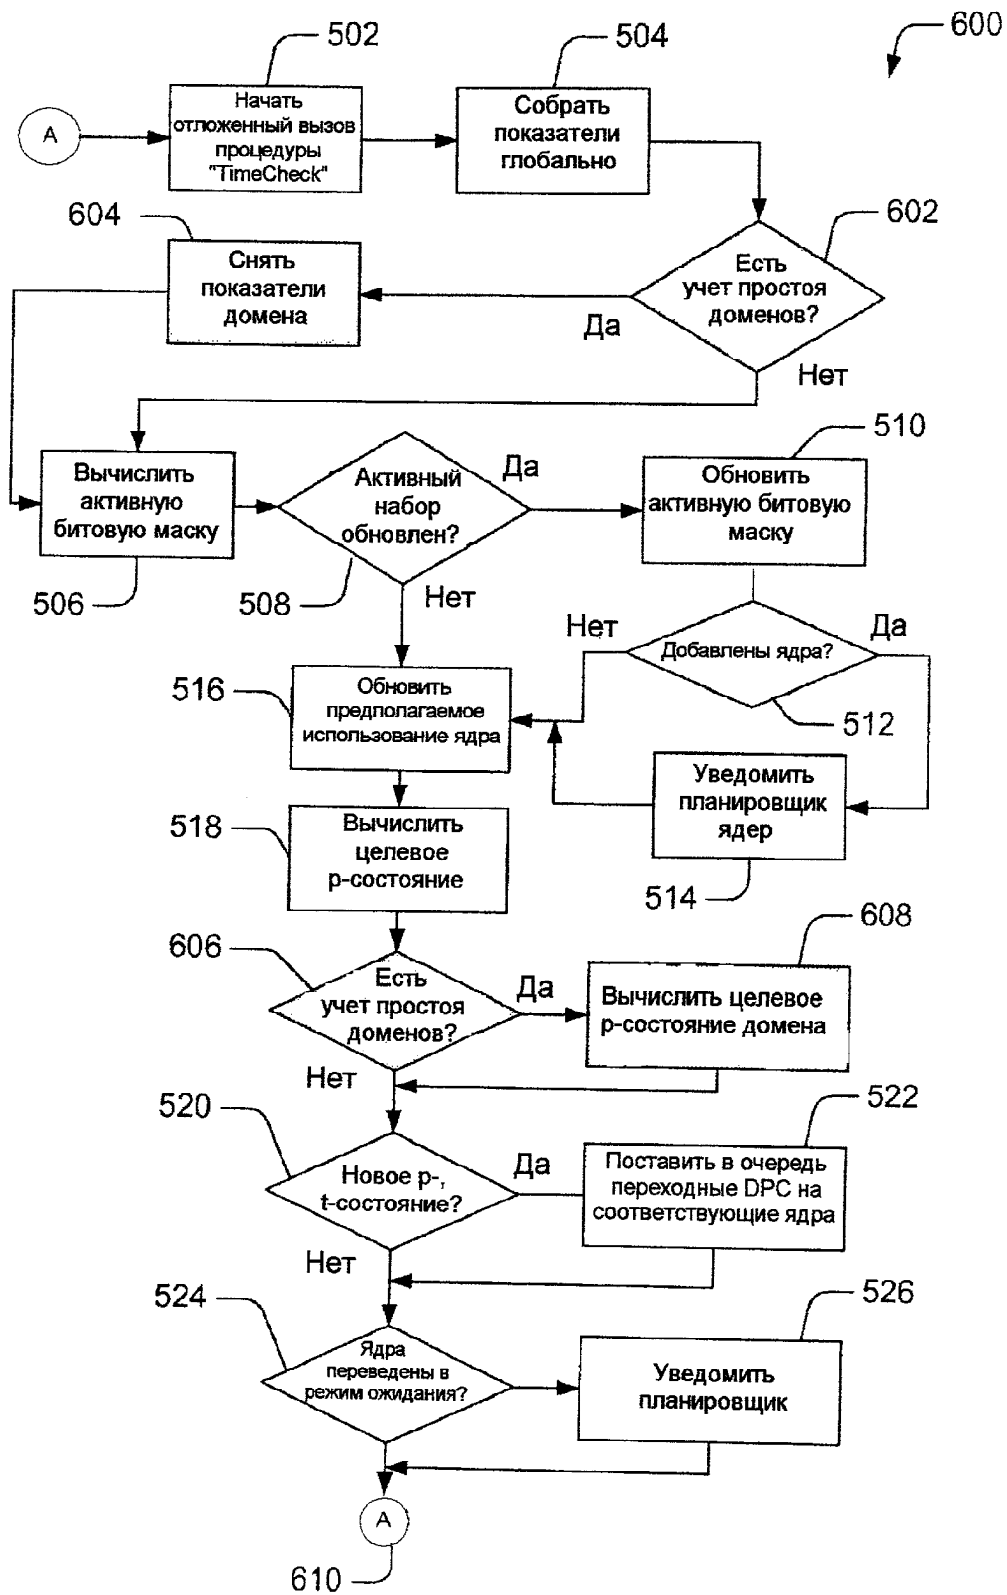 600
502
504
А
Начать
отложенный вызов
процедуры
"TimeCheck"
Собрать
показатели
глобально
604
602
Снять
показатели
домена
Есть
учет простоя
доменов?
Да
Нет
510
Вычислить
активную
битовую маску
Активный
набор
обновлен?
Да
Обновить
активную битовую
маску
506
508
Нет
Нет
Да
Добавлены ядра?
512
516
Обновить
предполагаемое
использование ядра
Уведомить
планировщик
ядер
514
518
Вычислить
целевое
р-состояние
606
608
Есть
учет простоя
доменов?
Да
Вычислить целевое
р-состояние домена
Нет
520
522
Новое р-,
t-состояние?
Да
Поставить в очередь
переходные DPC на
соответствующие ядра
Нет
524
526
Ядра
переведены в
режим ожидания?
Уведомить
планировщик
А
610